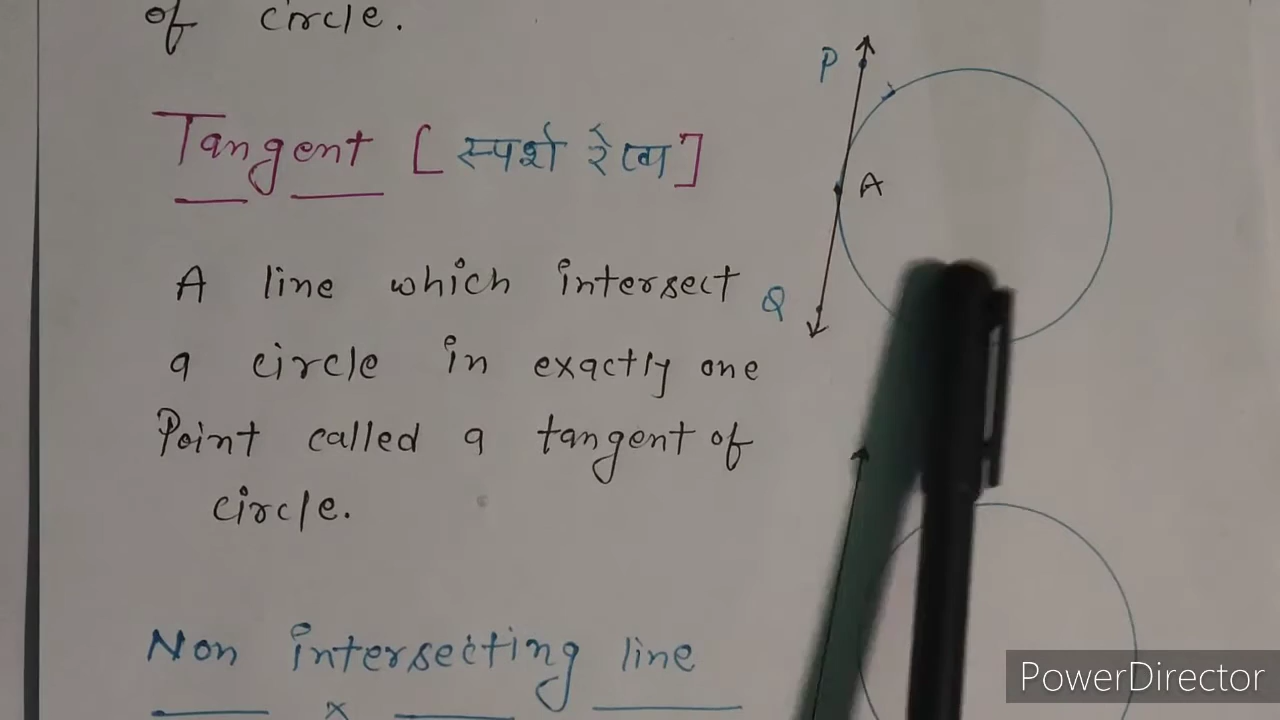 of circle.
P
Tangent [स्पर्श रेखा]
A
A line which intersect
Q
a circle in exactly one
Point called a tangent of
circle.
Non intersecting line
PowerDirector